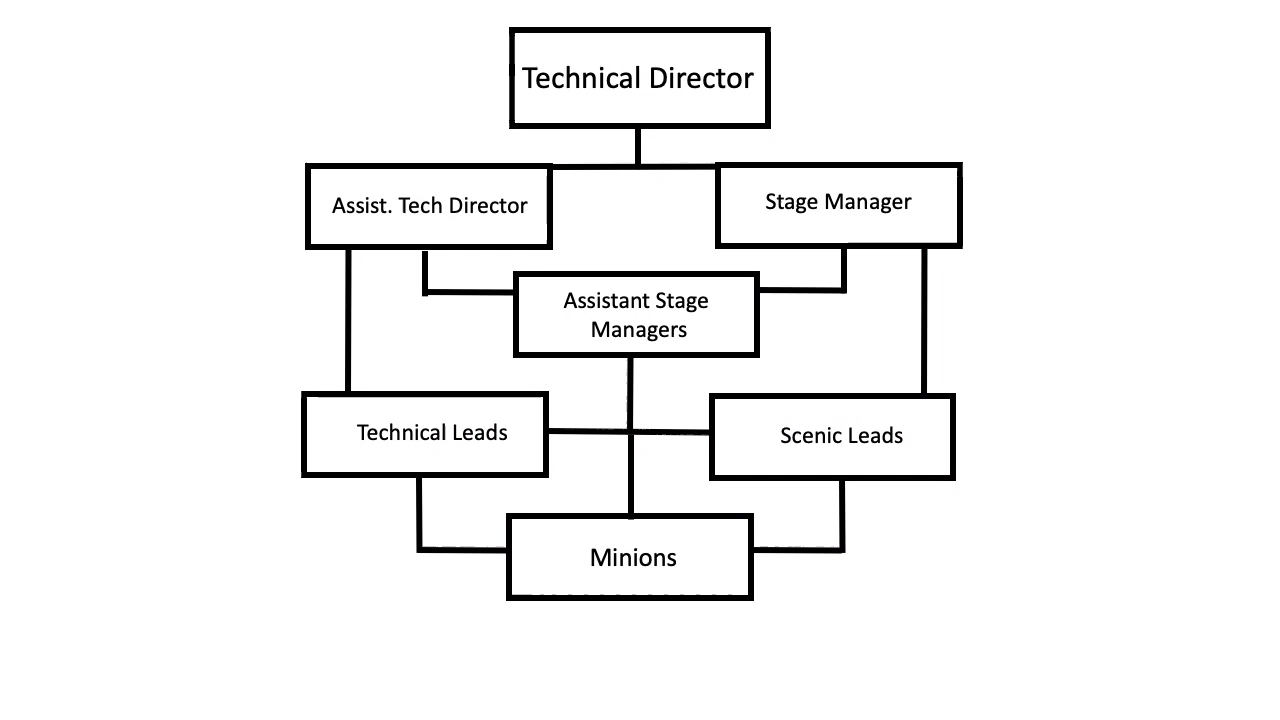 Technical Director
Assist. Tech Director
Stage Manager
Assistant Stage
Managers
Technical Leads
Scenic Leads
Minions